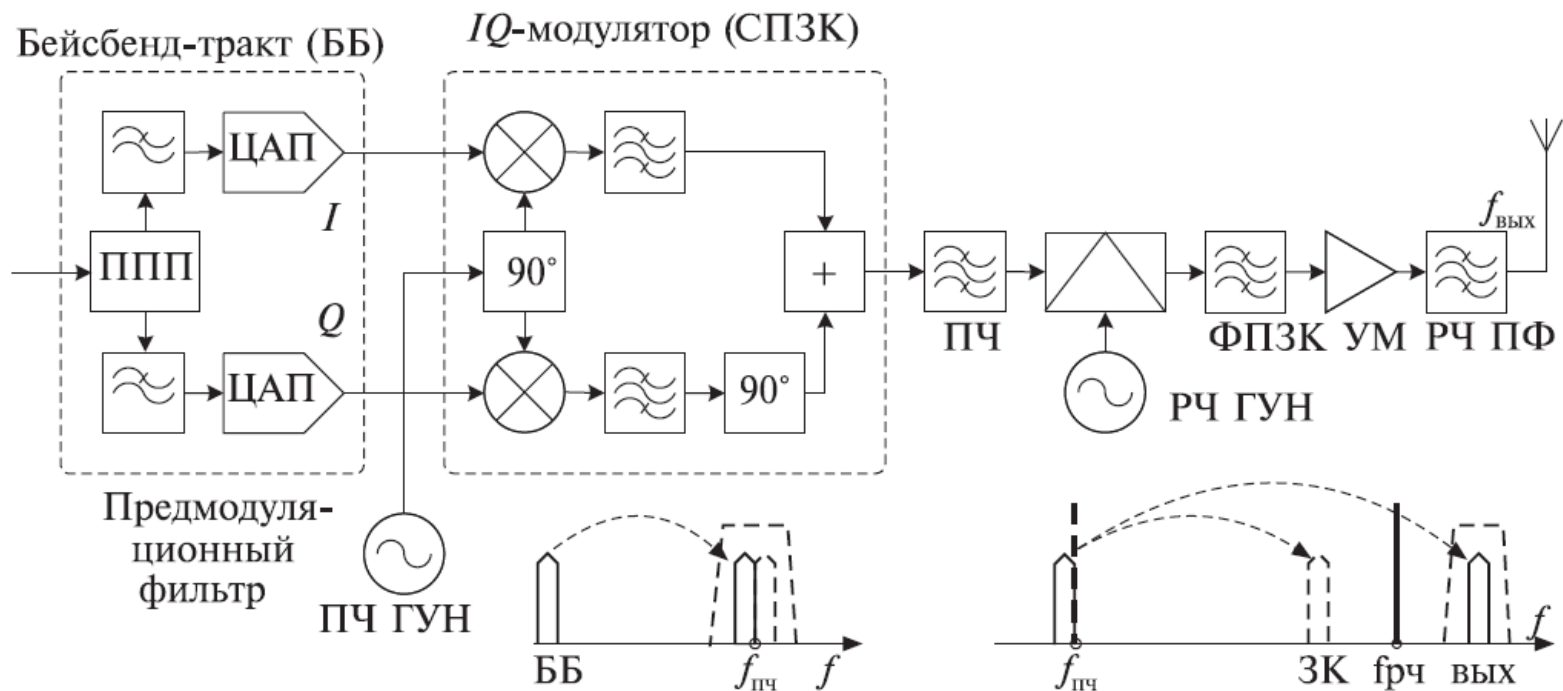 Бейсбенд-тракт (ББ)
IQ-модулятор (СПЗК)
ЦАП
I
ППП
90°
+
fвых
Q
ПЧ
ФПЗК УМ РЧ ПФ
ЦАП
90°
РЧ ГУН
Предмодуля-
ционный
фильтр
ПЧ ГУН
ББ
fпч
f
fпч
ЗК
fрч
вых
f